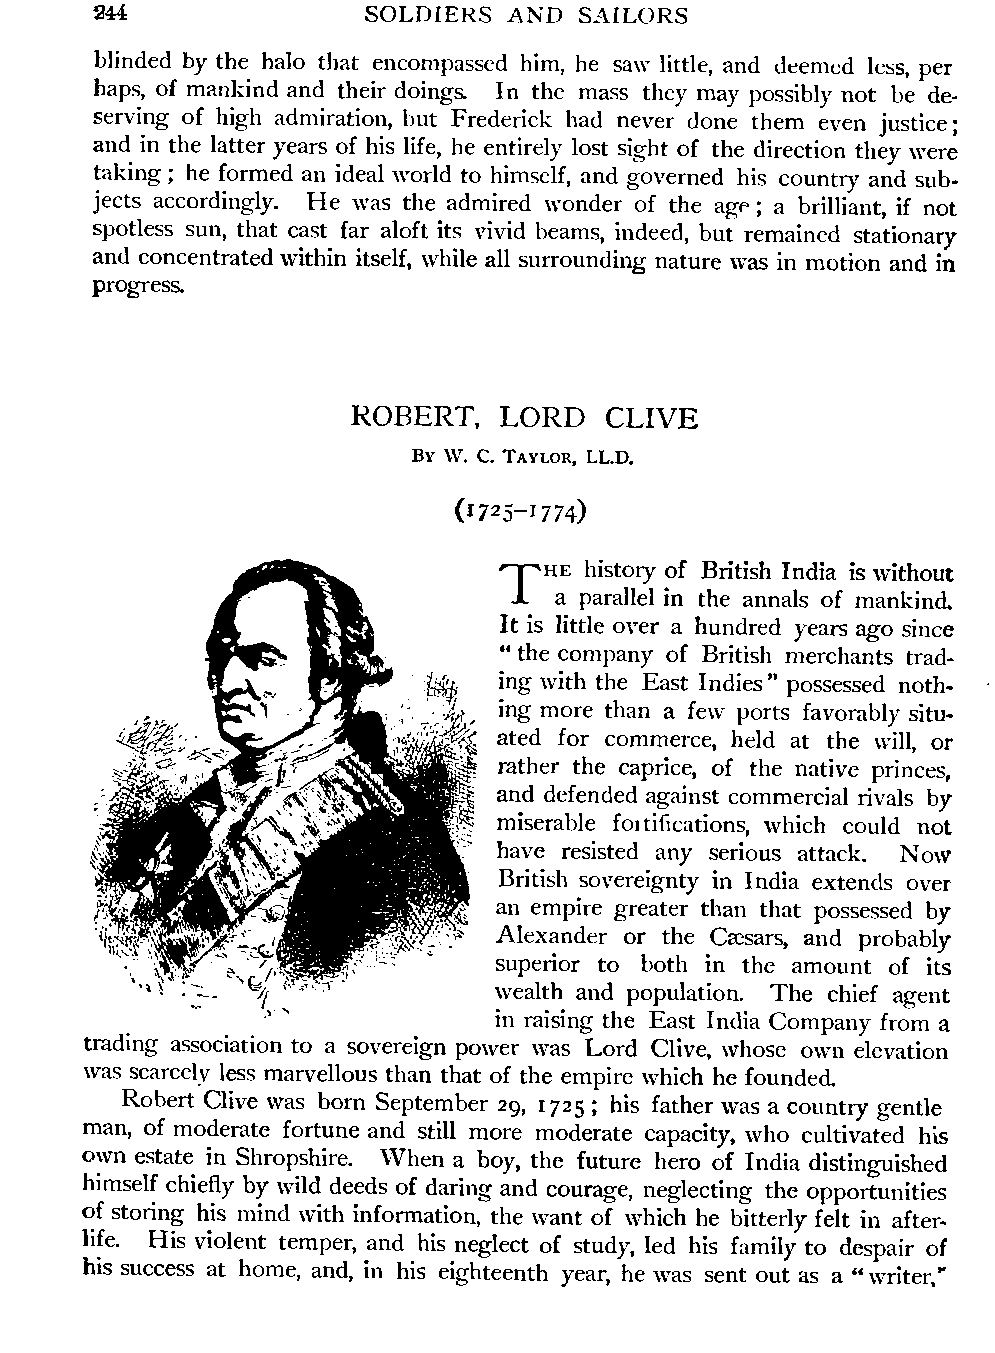 244 SOLDIERS AND SAILORS
blinded by the halo that encompassed him, he saw little, and deemed less, per
haps, of mankind and their doings. In the mass they may possibly not be de-
serving of high admiration, but Frederick had never done them even justice;
and in the latter years of his life, he entirely lost sight of the direction they were
taking; he formed an ideal world to himself, and governed his country and sub-
jects accordingly. He was the admired wonder of the age; a brilliant, if not
spotless sun, that cast far aloft its vivid beams, indeed, but remained stationary
and concentrated within itself, while all surrounding nature was in motion and in
progress.
ROBERT, LORD CLIVE
BY W. C. TAYLOR, LL.D.
(1725–1774)
THE history of British India is without
a parallel in the annals of mankind.
It is little over a hundred years ago since
“the company of British merchants trad-
ing with the East Indies” possessed noth-
ing more than a few ports favorably situ-
ated for commerce, held at the will, or
rather the caprice, of the native princes,
and defended against commercial rivals by
miserable fortifications, which could not
have resisted any serious attack. Now
British sovereignty in India extends over
an empire greater than that possessed by
Alexander or the Cæsars, and probably
superior to both in the amount of its
wealth and population. The chief agent
in raising the East India Company from a
trading association to a sovereign power was Lord Clive, whose own elevation
was scarcely less marvellous than that of the empire which he founded.
Robert Clive was born September 29, 1725; his father was a country gentle
man, of moderate fortune and still more moderate capacity, who cultivated his
own estate in Shropshire. When a boy, the future hero of India distinguished
himself chiefly by wild deeds of daring and courage, neglecting the opportunities
of storing his mind with information, the want of which he bitterly felt in after-
life. His violent temper, and his neglect of study, led his family to despair of
his success at home, and, in his eighteenth year, he was sent out as a “writer,”